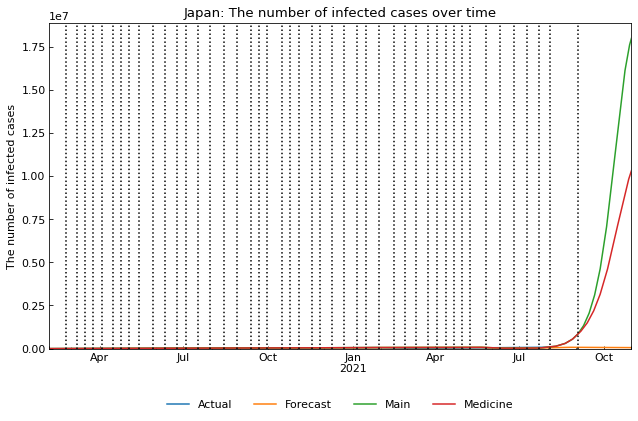 Japan: The number of infected cases over time
1e7
The number of infected cases
1.75
1.50
1.25
1.00
0.75
0.50
0.25
0.00
Apr Jul Oct Jan Apr Jul Oct
2021
Actual Forecast Main Medicine